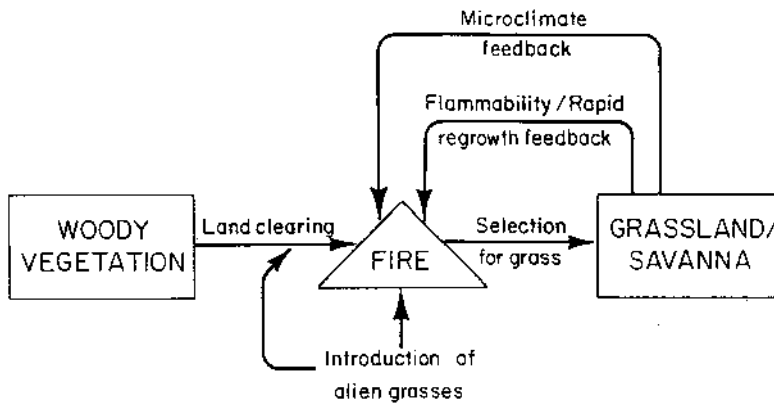 Microclimate
feedback
Flammability/Rapid
regrowth feedback
WOODY
VEGETATION
Land clearing
FIRE
Selection
for grass
GRASSLAND/
SAVANNA
Introduction of
alien grasses